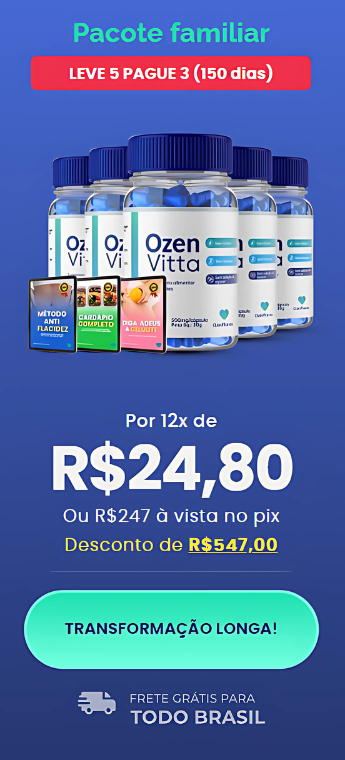 Pacote familiar
LEVE 5 PAGUE 3 (150 dias)
Ozen
Vitta
500mg/cápsula
MÉTODO
ANTI
FLACIDEZ
CARDÁPIO
COMPLETO
DIGA ADEUS
A CELULITE
Por 12x de
R$24,80
Ou R$247 à vista no pix
Desconto de R$547,00
TRANSFORMAÇÃO LONGA!
FRETE GRÁTIS PARA
TODO BRASIL